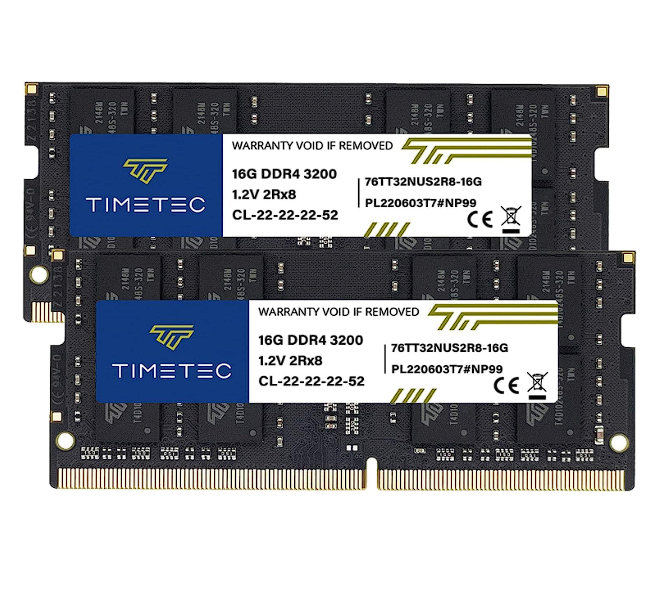 WARRANTY VOID IF REMOVED
TIMETEC
16G DDR4 3200
1.2V 2Rx8
CL-22-22-22-52
76TT32NUS2R8-16G
PL220603T7#NP99
CE
WARRANTY VOID IF REMOVED
TIMETEC
16G DDR4 3200
1.2V 2Rx8
CL-22-22-22-52
76TT32NUS2R8-16G
PL220603T7#NP99
CE